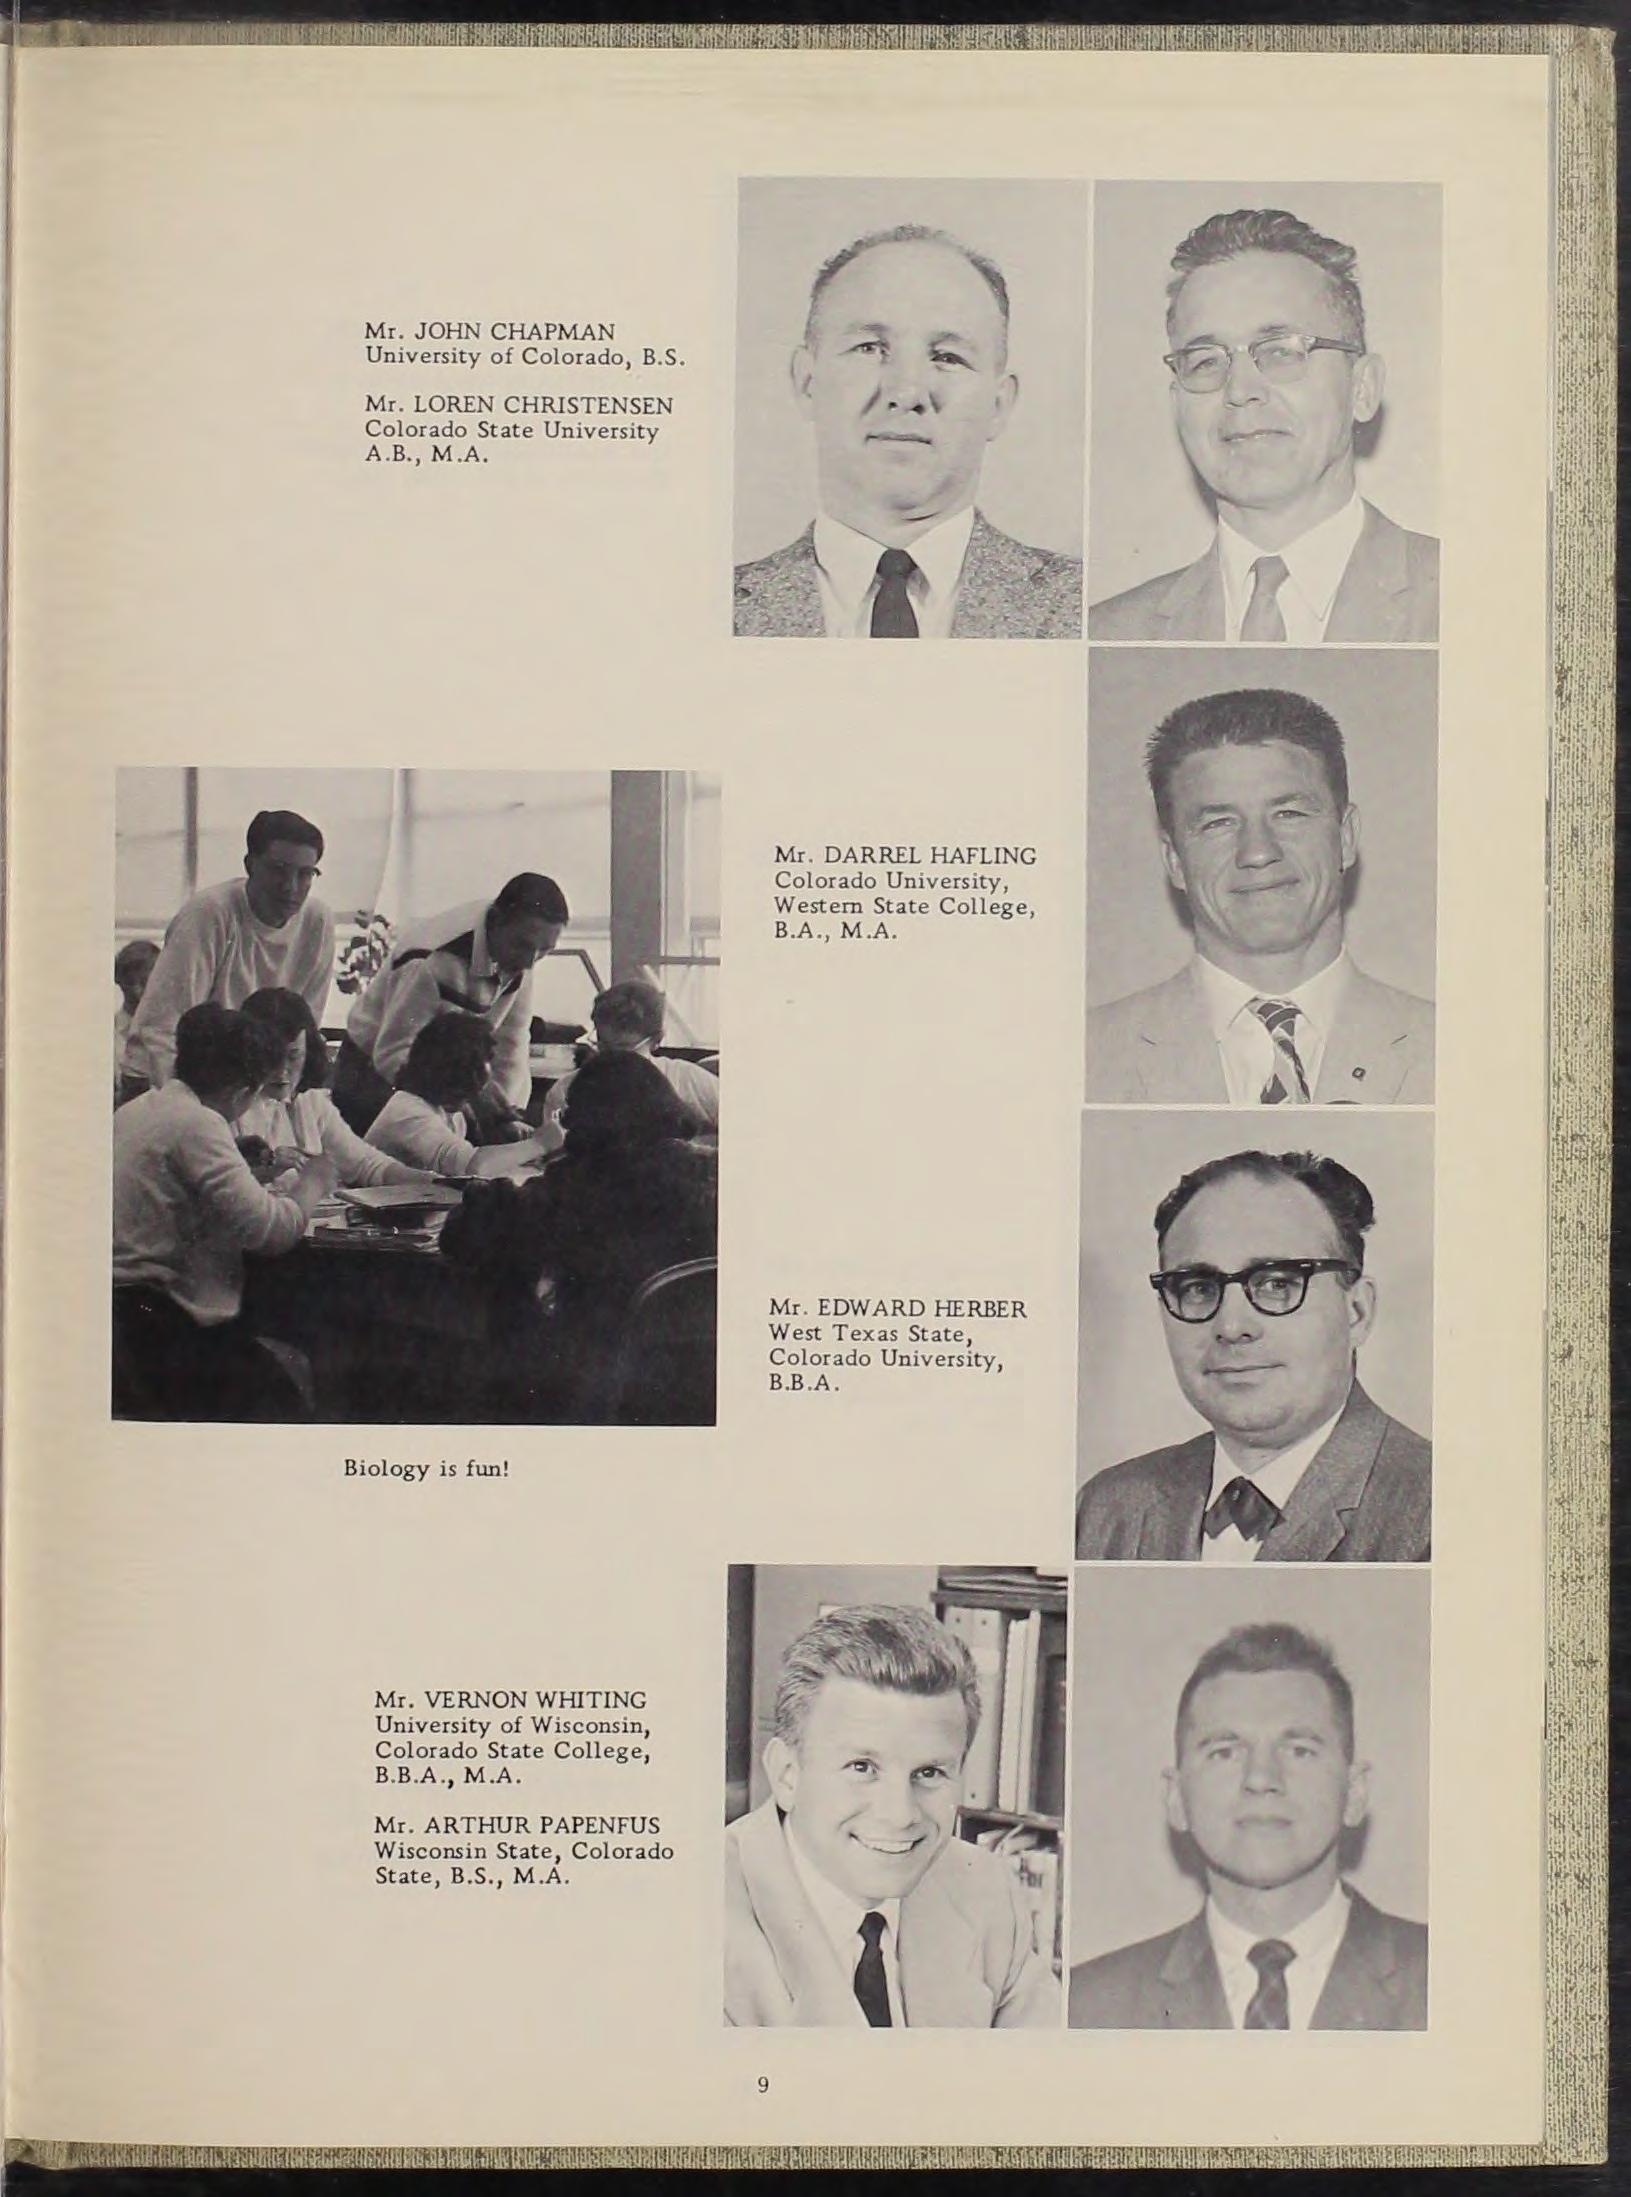 Mr. JOHN CHAPMAN
University of Colorado, B.S.
Mr. LOREN CHRISTENSEN
Colorado State University
A.B., M.A.
Mr. DARREL HAFLING
Colorado University,
Western State College,
B.A., M.A.
Mr. EDWARD HERBER
West Texas State,
Colorado University,
B.B.A.
Biology is fun!
Mr. VERNON WHITING
University of Wisconsin,
Colorado State College,
B.B.A., M.A.
Mr. ARTHUR PAPENFUS
Wisconsin State, Colorado
State, B.S., M.A.
9